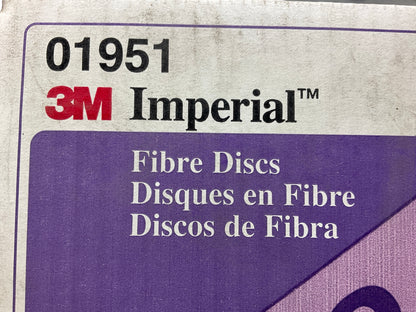 01951
3M Imperial™
Fibre Discs
Disques en Fibre
Discos de Fibra